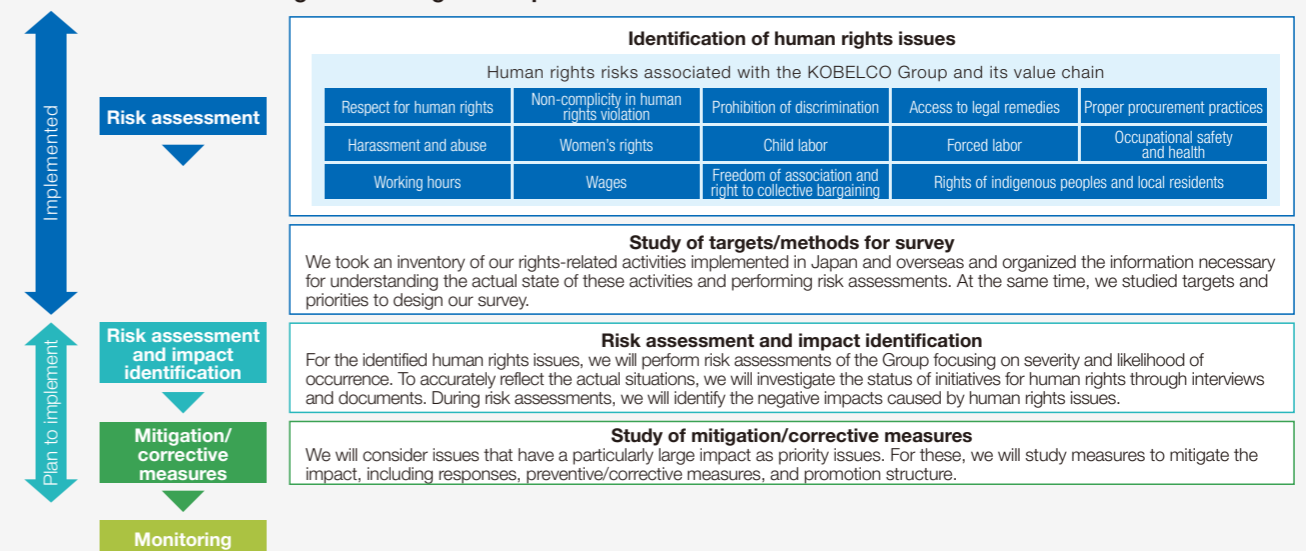 Implemented
Risk assessment
Identification of human rights issues
Human rights risks associated with the KOBELCO Group and its value chain
Respect for human rights
Non-complicity in human
rights violation
Prohibition of discrimination
Access to legal remedies
Proper procurement practices
Harassment and abuse
Women's rights
Child labor
Forced labor
Occupational safety
and health
Working hours
Wages
Freedom of association and
right to collective bargaining
Rights of indigenous peoples and local residents
Study of targets/methods for survey
We took an inventory of our rights-related activities implemented in Japan and overseas and organized the information necessary
for understanding the actual state of these activities and performing risk assessments. At the same time, we studied targets and
priorities to design our survey.
Plan to implement
Risk assessment
and impact
identification
Risk assessment and impact identification
For the identified human rights issues, we will perform risk assessments of the Group focusing on severity and likelihood of
occurrence. To accurately reflect the actual situations, we will investigate the status of initiatives for human rights through interviews
and documents. During risk assessments, we will identify the negative impacts caused by human rights issues.
Mitigation/
corrective
measures
Study of mitigation/corrective measures
We will consider issues that have a particularly large impact as priority issues. For these, we will study measures to mitigate the
impact, including responses, preventive/corrective measures, and promotion structure.
Monitoring